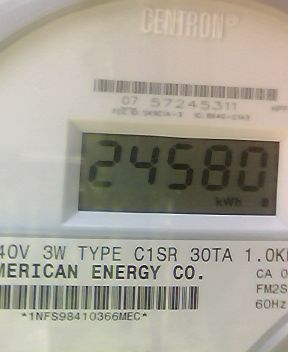 CENTRON®
07 57245311
24580
kWh
40V 3W TYPE C1SR 30TA 1.0K
MERICAN ENERGY CO.
CA 0
FM2S
60Hz
*1NFS98410366MEC*